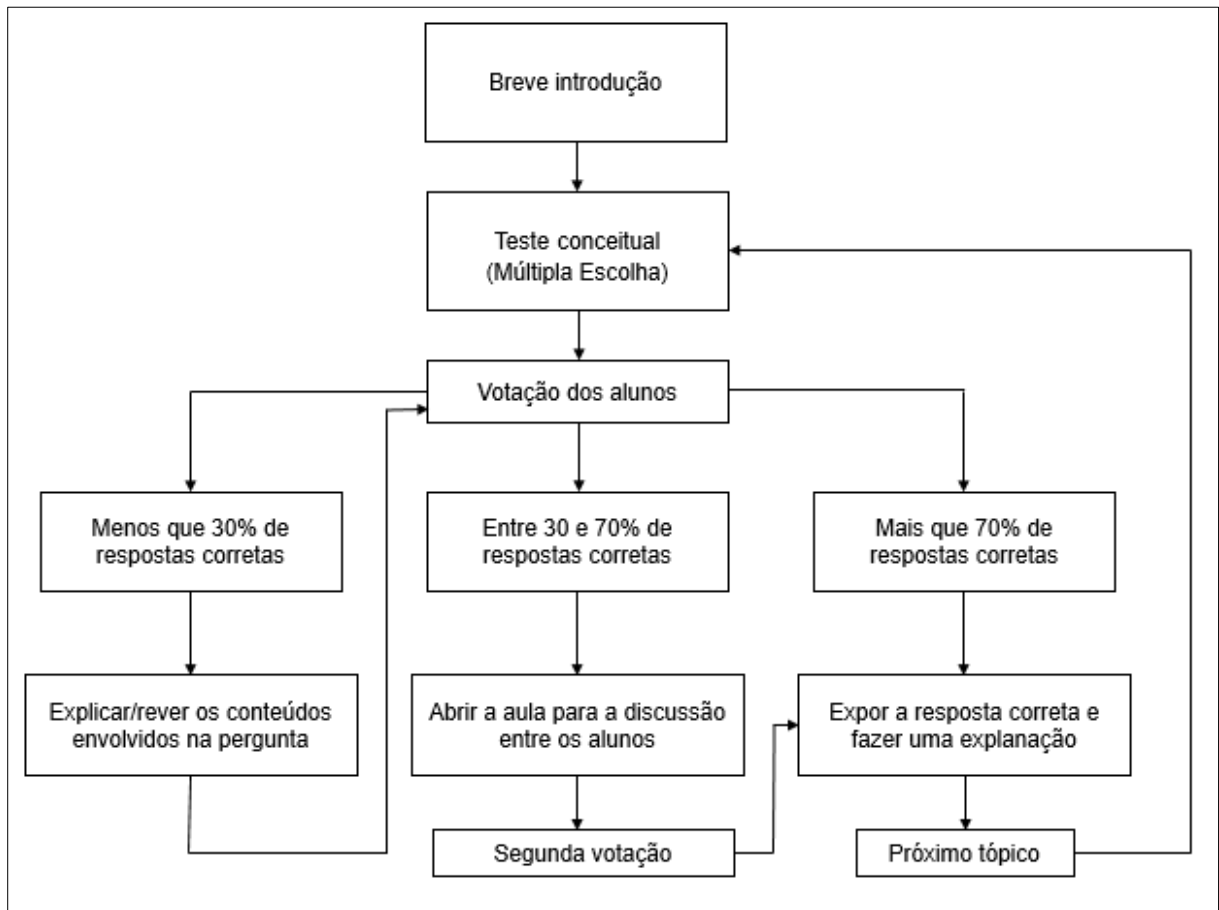 Breve introdução
Teste conceitual
(Múltipla Escolha)
Votação dos alunos
Menos que 30% de
respostas corretas
Entre 30 e 70% de
respostas corretas
Mais que 70% de
respostas corretas
Explicar/rever os conteúdos
envolvidos na pergunta
Abrir a aula para a discussão
entre os alunos
Expor a resposta correta e
fazer uma explanação
Segunda votação
Próximo tópico